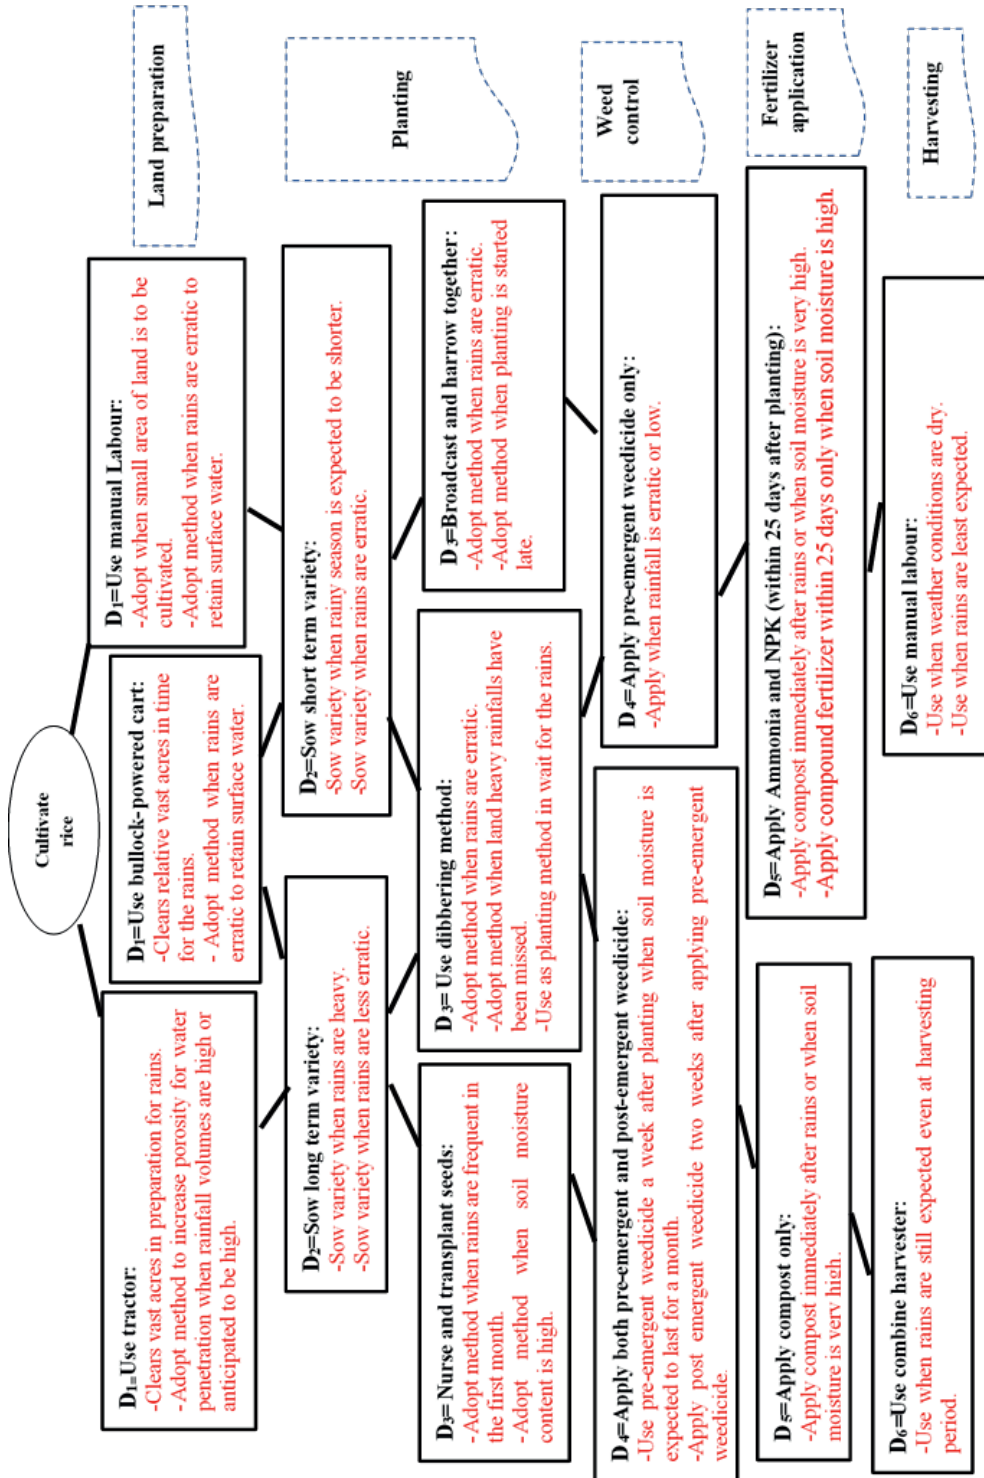 Cultivate
rice
Land preparation
D1=Use tractor:
-Clears vast acres in preparation for rains.
-Adopt method to increase porosity for water
penetration when rainfall volumes are high or
anticipated to be high.
D1=Use bullock-powered cart:
-Clears relative vast acres in time
for the rains.
- Adopt method when rains are
erratic to retain surface water.
D1=Use manual Labour:
-Adopt when small area of land is to be
cultivated.
-Adopt method when rains are erratic to
retain surface water.
Planting
D2=Sow long term variety:
-Sow variety when rains are heavy.
-Sow variety when rains are less erratic.
D2=Sow short term variety:
-Sow variety when rainy season is expected to be shorter.
-Sow variety when rains are erratic.
D3= Nurse and transplant seeds:
-Adopt method when rains are frequent in
the first month.
-Adopt method when soil moisture
content is high.
D3= Use dibbering method:
-Adopt method when rains are erratic.
-Adopt method when land heavy rainfalls have
been missed.
-Use as planting method in wait for the rains.
D3=Broadcast and harrow together:
-Adopt method when rains are erratic.
-Adopt method when planting is started
late.
Weed
control
D4=Apply both pre-emergent and post-emergent weedicide:
-Use pre-emergent weedicide a week after planting when soil moisture is
expected to last for a month.
-Apply post emergent weedicide two weeks after applying pre-emergent
weedicide.
D4=Apply pre-emergent weedicide only:
-Apply when rainfall is erratic or low.
Fertilizer
application
D5=Apply compost only:
-Apply compost immediately after rains or when soil
moisture is very high.
D5=Apply Ammonia and NPK (within 25 days after planting):
-Apply compost immediately after rains or when soil moisture is very high.
-Apply compound fertilizer within 25 days only when soil moisture is high.
Harvesting
D6=Use combine harvester:
-Use when rains are still expected even at harvesting
period.
D6=Use manual labour:
-Use when weather conditions are dry.
-Use when rains are least expected.